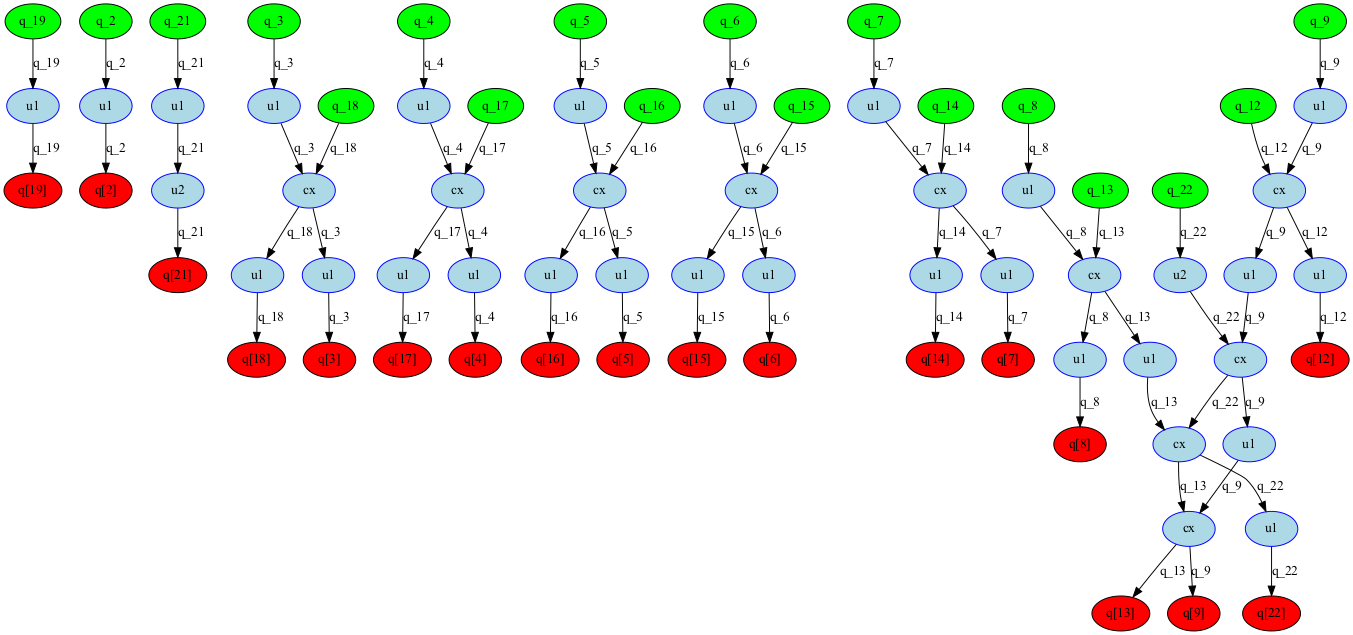 q_19 q_2 q_21 q_3 q_4 q_5 q_6 q_7 q_9
q_19 q_2 q_21 q_3 q_4 q_5 q_6 q_7 q_9
u1 u1 u1 u1 q_18 u1 q_17 u1 q_16 u1 q_15 u1 q_14 q_8 q_12 u1
q_19 q_2 q_21 q_3 q_18 q_4 q_17 q_5 q_16 q_6 q_15 q_7 q_14 q_8 q_12 q_9
q[19] q[2] u2 cx cx cx cx cx u1 q_13 q_22 cx
q_21 q_18 q_3 q_17 q_4 q_16 q_5 q_15 q_6 q_14 q_7 q_8 q_13 q_22 q_9 q_12
q[21] u1 u1 u1 u1 u1 u1 u1 u1 u1 u1 cx u2 u1 u1
q_18 q_3 q_17 q_4 q_16 q_5 q_15 q_6 q_14 q_7 q_8 q_13 q_22 q_9 q_12
q[18] q[3] q[17] q[4] q[16] q[5] q[15] q[6] q[14] q[7] u1 u1 cx q[12]
q_8 q_13 q_22 q_9
q[8] cx u1
q_13 q_9 q_22
cx u1
q_13 q_9 q_22
q[13] q[9] q[22]